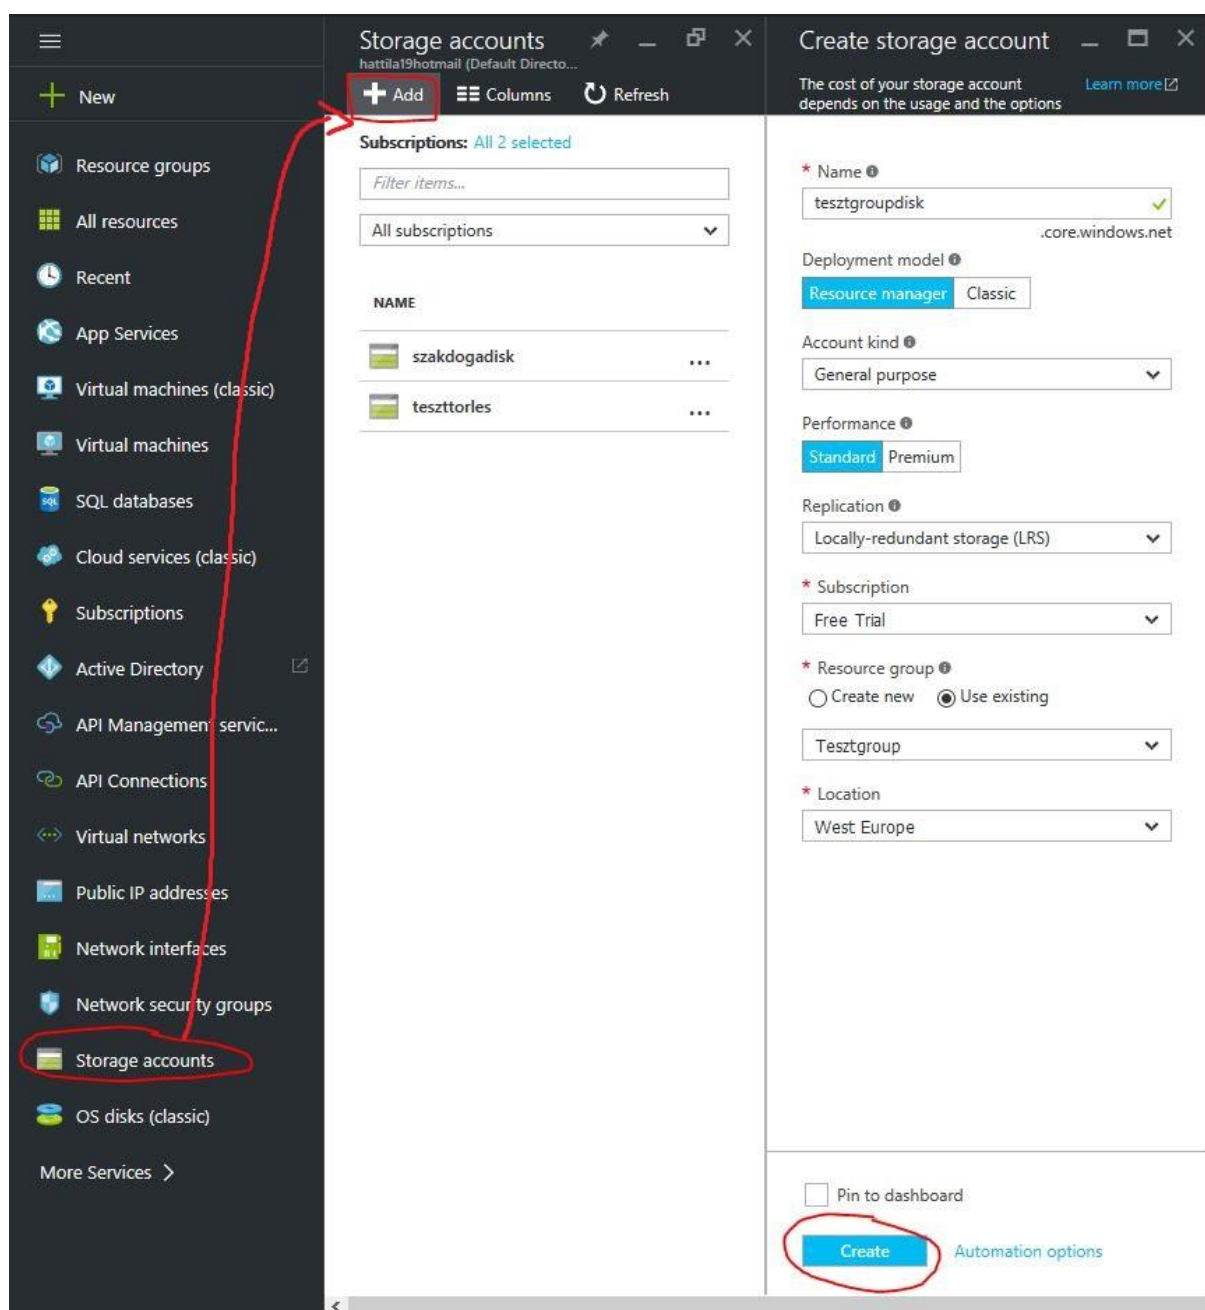 New
Resource groups
All resources
Recent
App Services
Virtual machines (classic)
Virtual machines
SQL databases
Cloud services (classic)
Subscriptions
Active Directory
API Management servic...
API Connections
Virtual networks
Public IP addresses
Network interfaces
Network security groups
Storage accounts
OS disks (classic)
More Services
Storage accounts
hattila19hotmail (Default Directo...
Add Columns Refresh
Subscriptions: All 2 selected
Filter items...
All subscriptions
NAME
szakdogadisk ...
teszttorles ...
Create storage account
The cost of your storage account Learn more
depends on the usage and the options
* Name
tesztgroupdisk
.core.windows.net
Deployment model
Resource manager Classic
Account kind
General purpose
Performance
Standard Premium
Replication
Locally-redundant storage (LRS)
* Subscription
Free Trial
* Resource group
Create new Use existing
Tesztgroup
* Location
West Europe
Pin to dashboard
Create Automation options